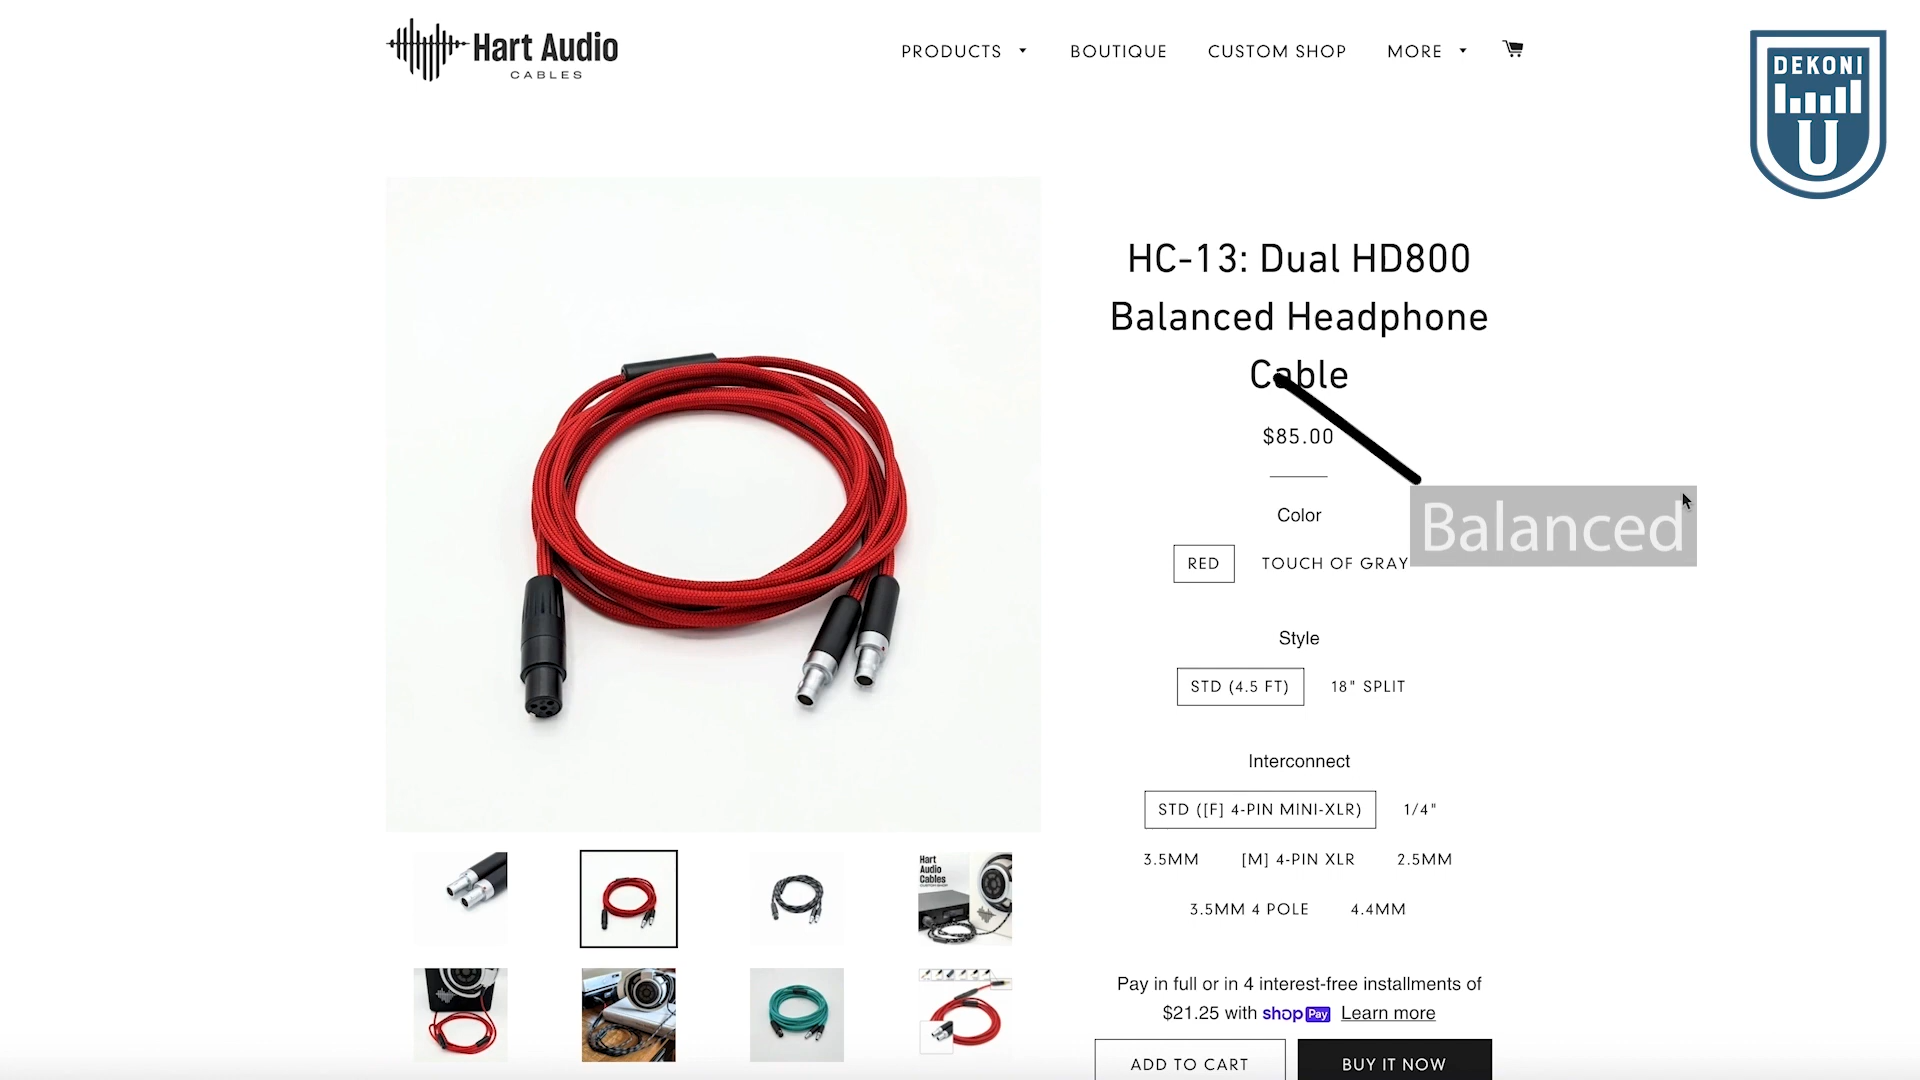 Hart Audio
CABLES
PRODUCTS
BOUTIQUE
CUSTOM SHOP
MORE
DEKONI
U
HC-13: Dual HD800
Balanced Headphone
Cable
$85.00
Color
RED
TOUCH OF GRAY
Balanced
Style
STD (4.5 FT)
18" SPLIT
Interconnect
STD ([F] 4-PIN MINI-XLR)
1/4"
3.5MM
[M] 4-PIN XLR
2.5MM
3.5MM 4 POLE
4.4MM
Hart
Audio
Cables
Pay in full or in 4 interest-free installments of
$21.25 with shop Pay Learn more
ADD TO CART
BUY IT NOW